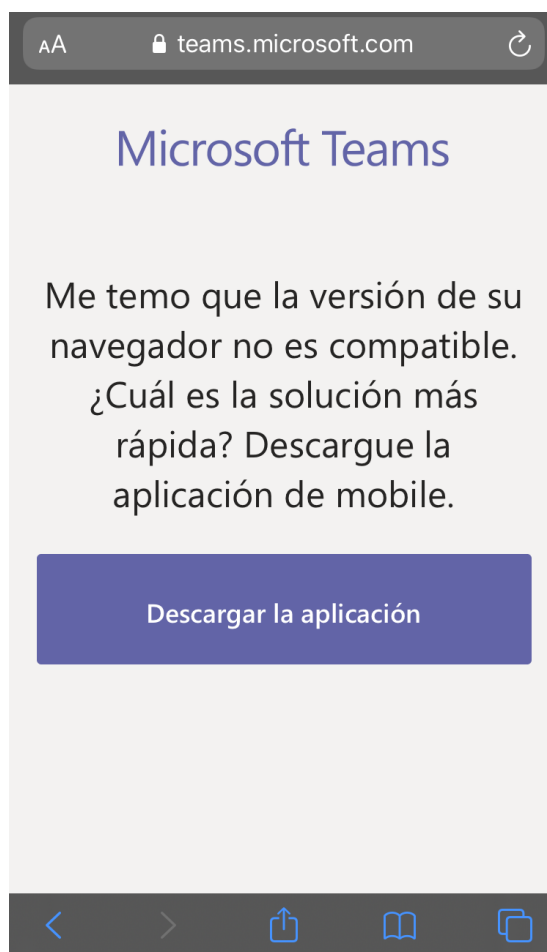 AA teams.microsoft.com
Microsoft Teams
Me temo que la versión de su
navegador no es compatible.
¿Cuál es la solución más
rápida? Descargue la
aplicación de mobile.
Descargar la aplicación